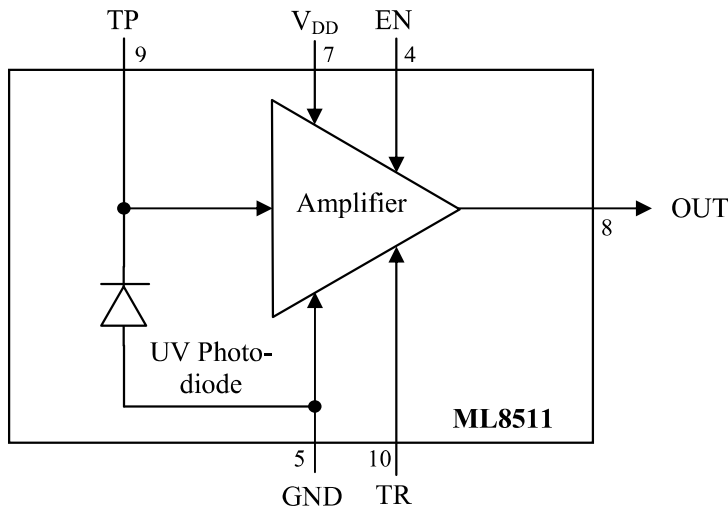 TP V_DD EN
9 7 4
Amplifier
OUT
8
UV Photo-
diode
ML8511
5 10
GND TR